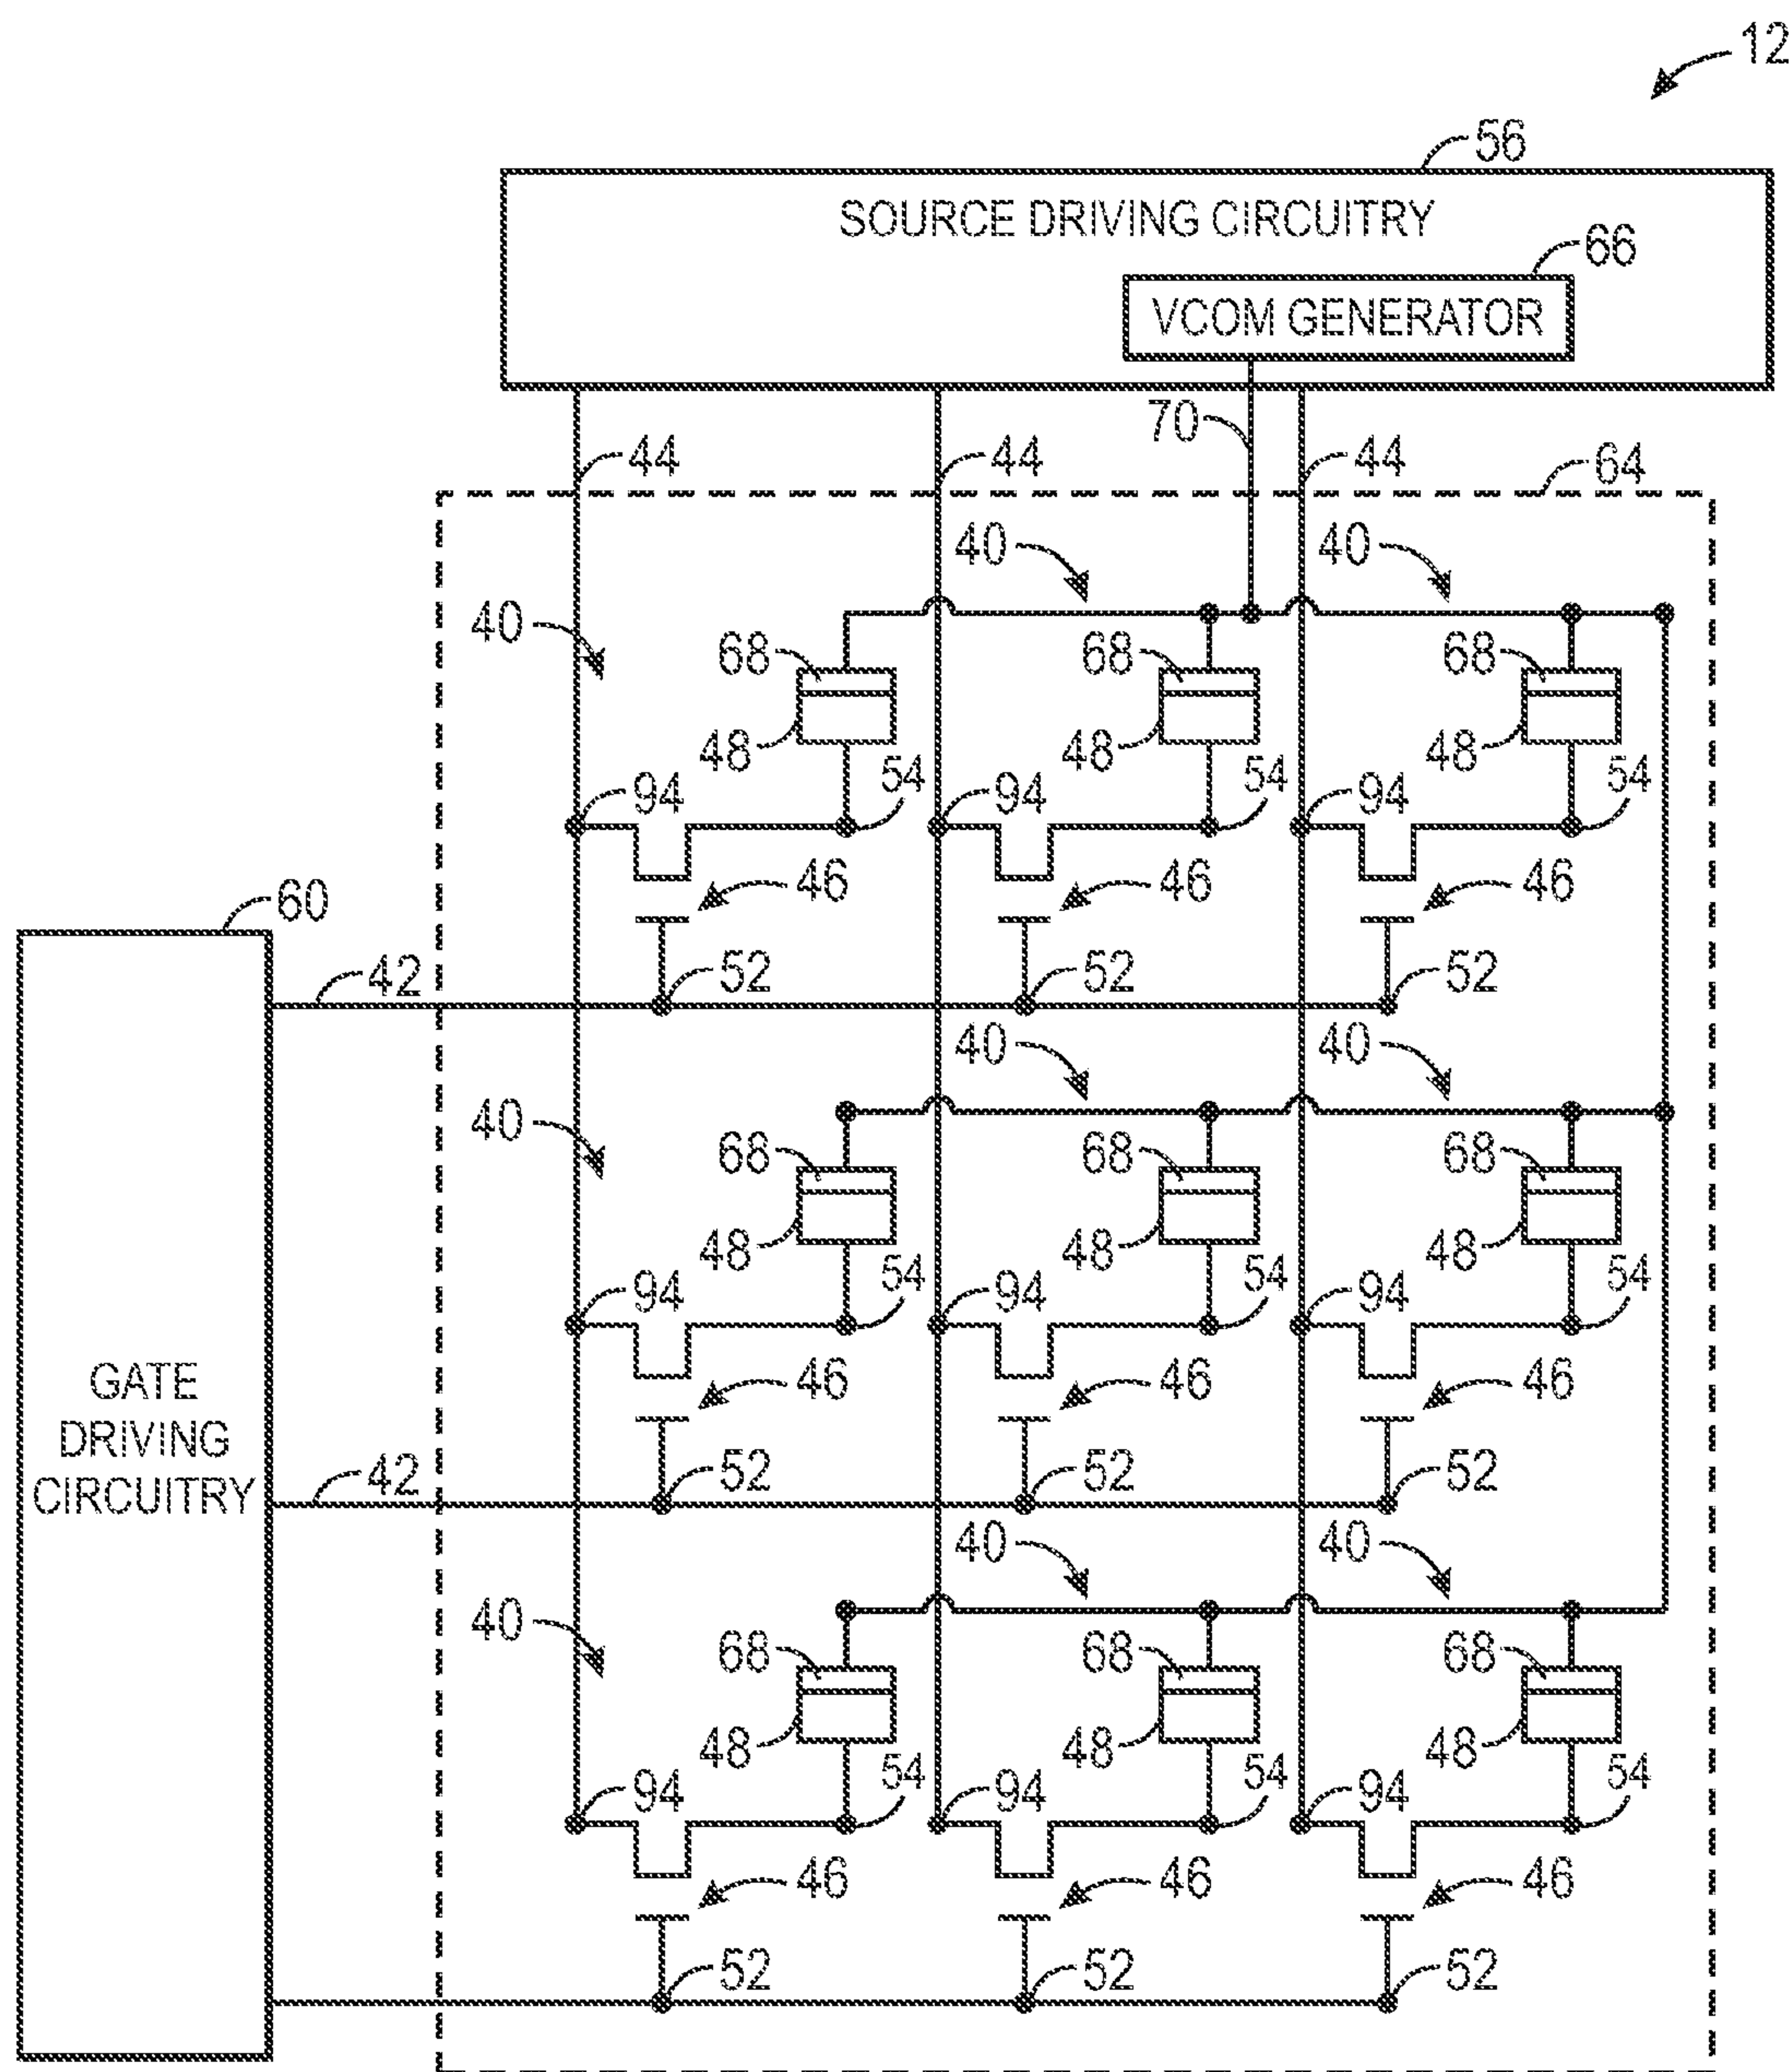 12
56
SOURCE DRIVING CIRCUITRY
66
VCOM GENERATOR
70
44 44 44
64
40 40
40
68 68 68
48 48 48
54 54 54
94 94 94
46 46 46
60
52 52 52
42
40 40
40
68 68 68
48 48 48
54 54 54
94 94 94
46 46 46
GATE
DRIVING
CIRCUITRY
52 52 52
42
40 40
40
68 68 68
48 48 48
54 54 54
94 94 94
46 46 46
52 52 52